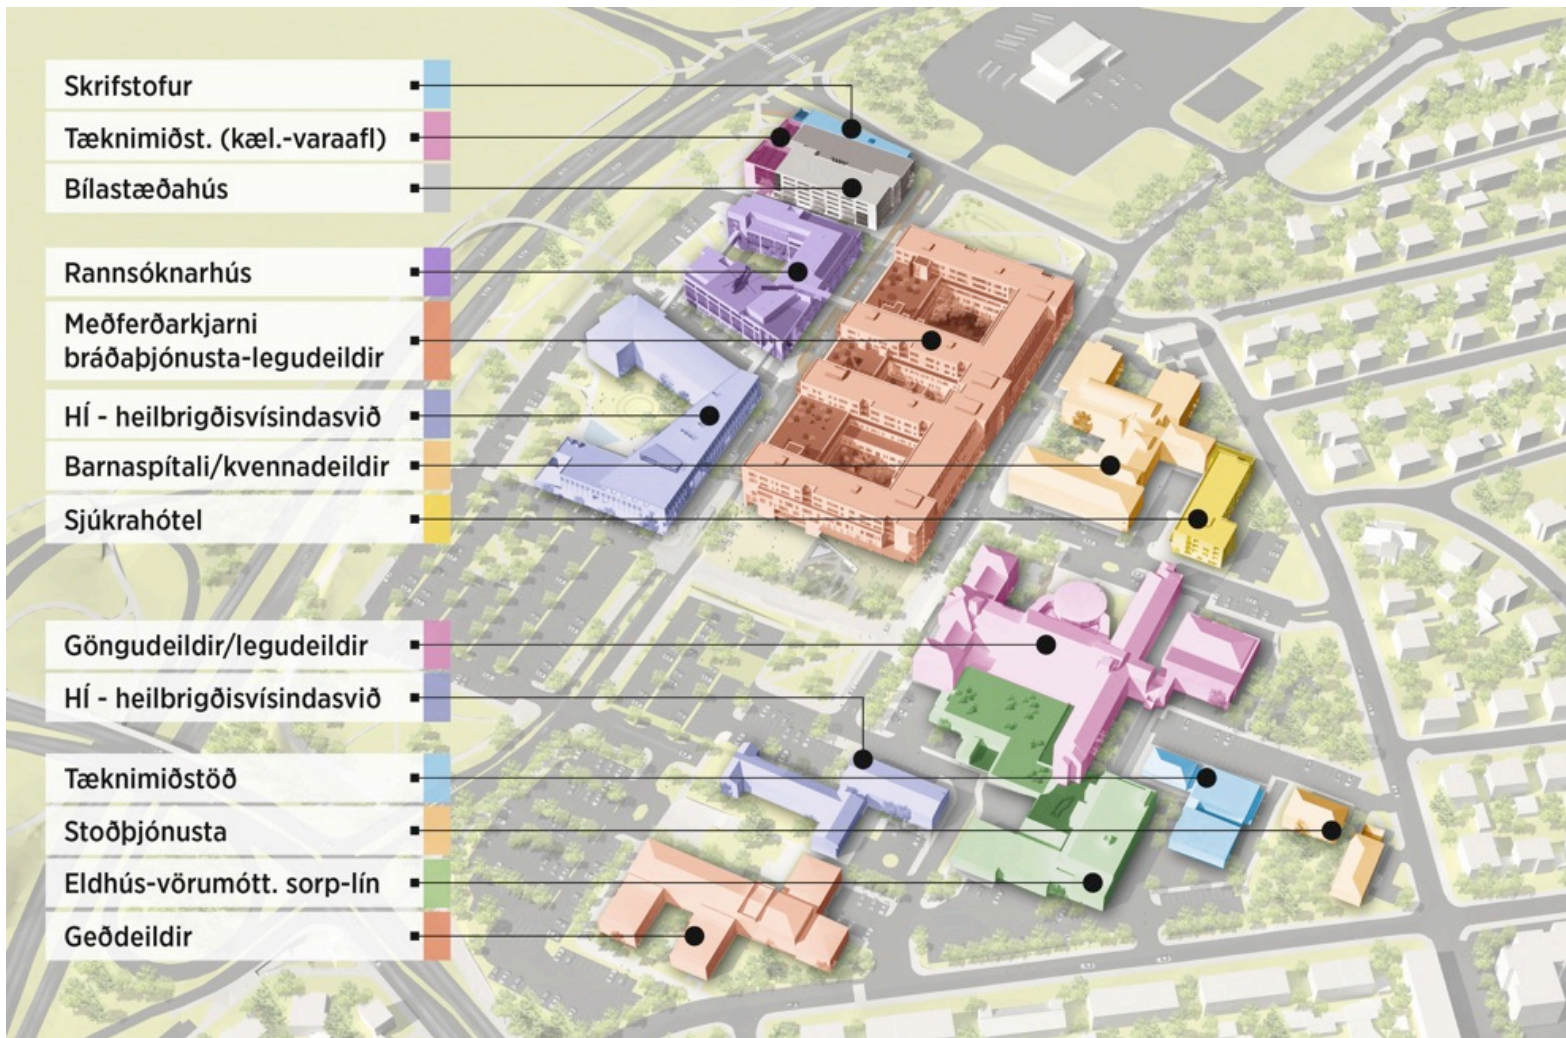 Skrifstofur
Tæknimiðst. (kæl.-varaafl)
Bílastæðahús
Rannsóknarhús
Meðferðarkjarni
bráðaþjónusta-legudeildir
HÍ - heilbrigðisvísindasvið
Barnaspítali/kvennadeildir
Sjúkrahótel
Göngudeildir/legudeildir
HÍ - heilbrigðisvísindasvið
Tæknimiðstöð
Stoðþjónusta
Eldhús-vörumótt. sorp-lín
Geðdeildir